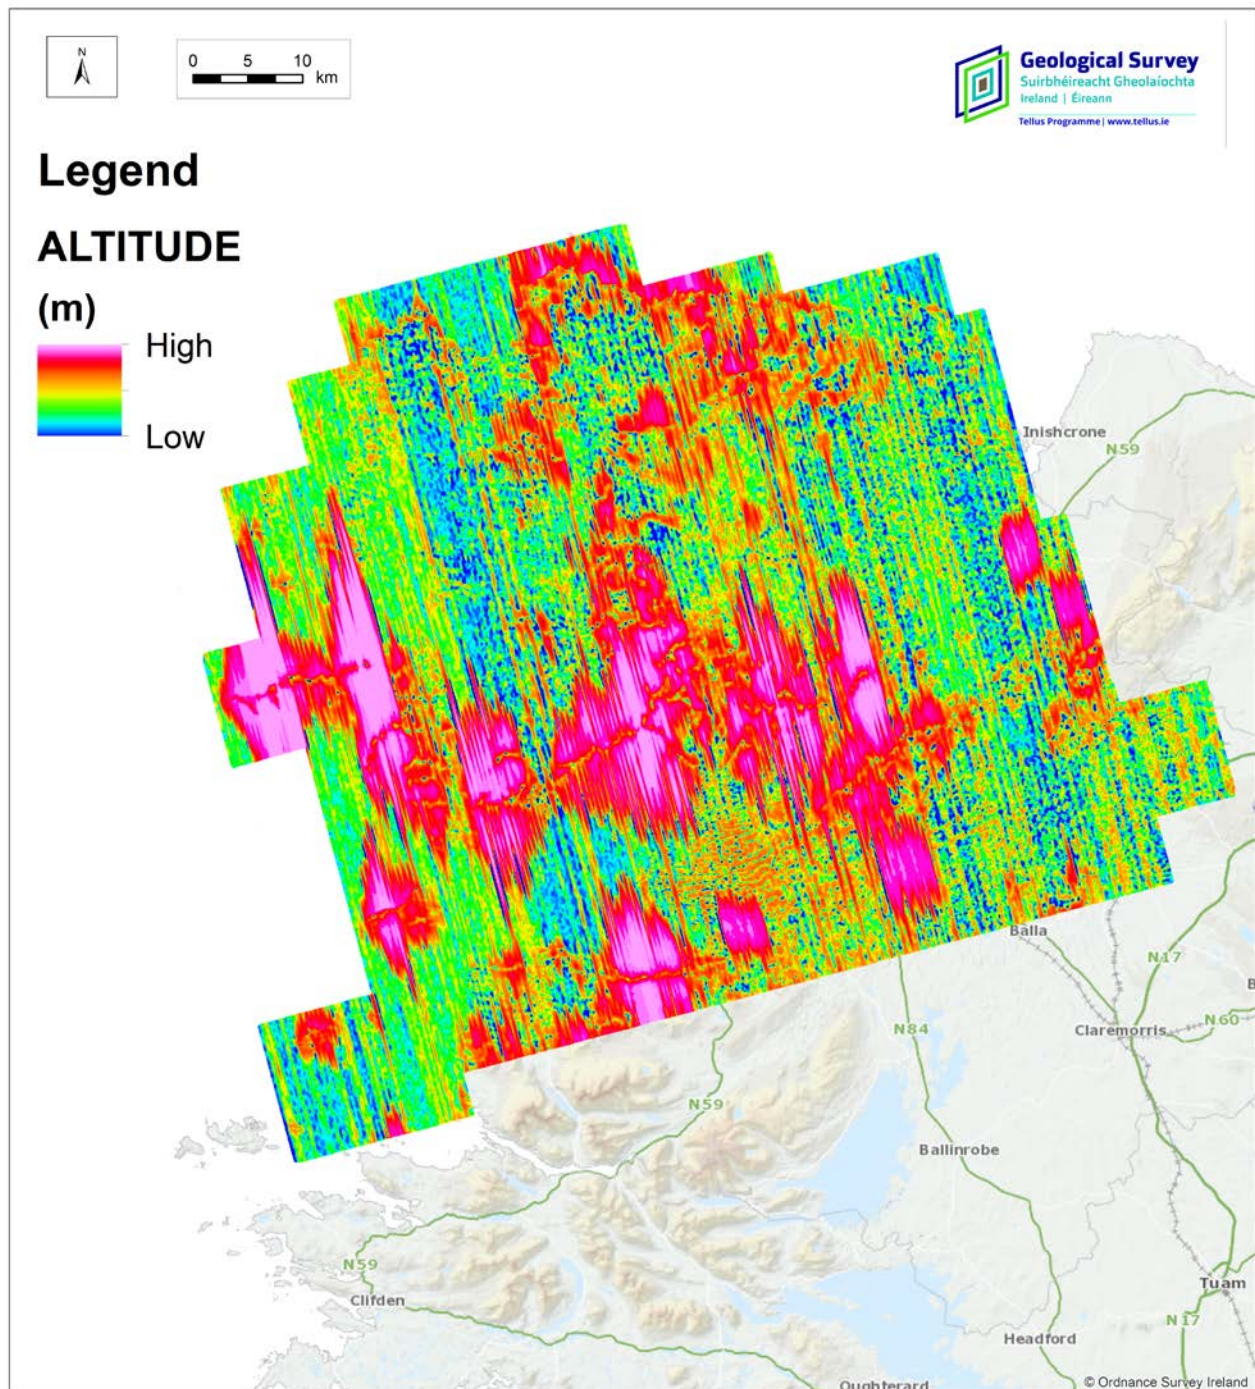 N
0 5 10
km
Geological Survey
Suirbhéireacht Gheolaíochta
Ireland | Éireann
Tellus Programme | www.tellus.ie
Legend
ALTITUDE
(m)
High
Low
Inishcrone
N59
Balla
N17
Claremorris
N60
N84
N59
Ballinrobe
N59
Clifden
Tuam
N17
Headford
Oughterard
© Ordnance Survey Ireland